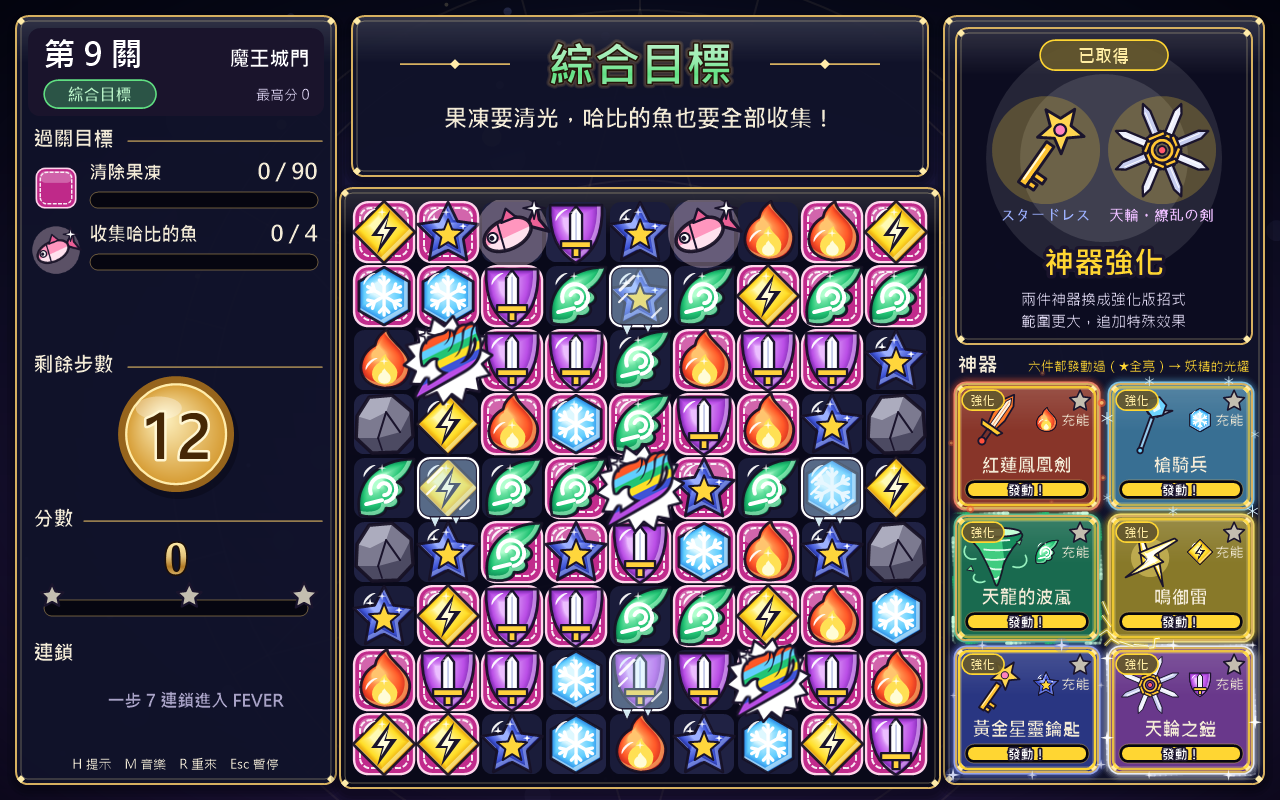 第 9 關
魔王城門
綜合目標
最高分 0
過關目標
清除果凍
0 / 90
收集哈比的魚
0 / 4
剩餘步數
12
分數
0
連鎖
一步 7 連鎖進入 FEVER
H 提示 M 音樂 R 重來 Esc 暫停
綜合目標
果凍要清光，哈比的魚也要全部收集！
已取得
スタードレス
天輪・繚乱の剣
神器強化
兩件神器換成強化版招式
範圍更大，追加特殊效果
神器
六件都發動過（★全亮）→ 妖精的光耀
強化
充能
紅蓮鳳凰劍
發動！
強化
充能
槍騎兵
發動！
強化
充能
天龍的波嵐
發動！
強化
充能
鳴御雷
發動！
強化
充能
黃金星靈鑰匙
發動！
強化
充能
天輪之鎧
發動！